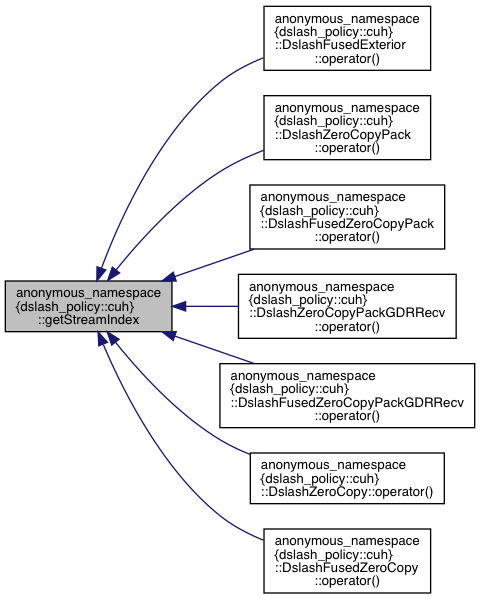 anonymous_namespace
{dslash_policy::cuh}
::DslashFusedExterior
::operator()
anonymous_namespace
{dslash_policy::cuh}
::DslashZeroCopyPack
::operator()
anonymous_namespace
{dslash_policy::cuh}
::DslashFusedZeroCopyPack
::operator()
anonymous_namespace
{dslash_policy::cuh}
::getStreamIndex
anonymous_namespace
{dslash_policy::cuh}
::DslashZeroCopyPackGDRRecv
::operator()
anonymous_namespace
{dslash_policy::cuh}
::DslashFusedZeroCopyPackGDRRecv
::operator()
anonymous_namespace
{dslash_policy::cuh}
::DslashZeroCopy::operator()
anonymous_namespace
{dslash_policy::cuh}
::DslashFusedZeroCopy
::operator()